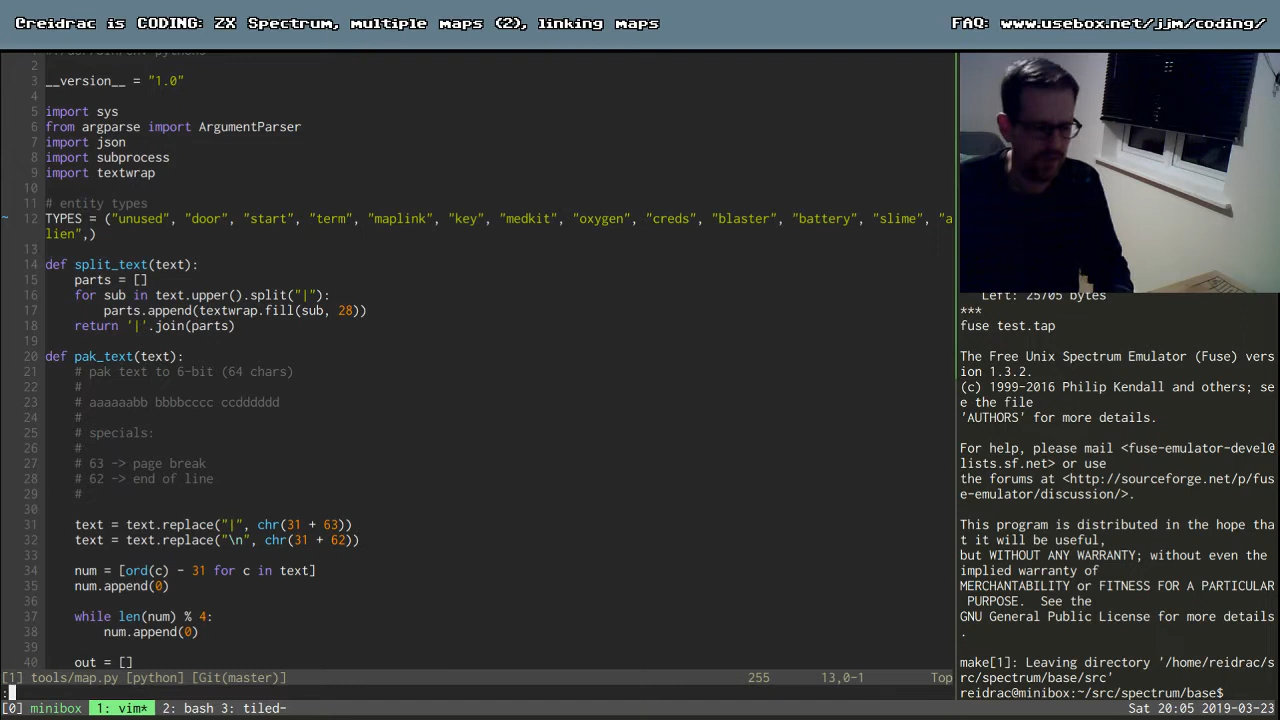 Creidrac is CODING: ZX Spectrum, multiple maps (2), linking maps
FAQ: www.usebox.net/jjm/coding/
2
3 __version__ = "1.0"
4
5 import sys
6 from argparse import ArgumentParser
7 import json
8 import subprocess
9 import textwrap
10
11 # entity types
~ 12 TYPES = ("unused", "door", "start", "term", "maplink", "key", "medkit", "oxygen", "creds", "blaster", "battery", "slime", "a
lien",)
13
14 def split_text(text):
15 parts = []
16 for sub in text.upper().split("|"):
17 parts.append(textwrap.fill(sub, 28))
18 return '|'.join(parts)
19
20 def pak_text(text):
21 # pak text to 6-bit (64 chars)
22 #
23 # aaaaaabb bbbbcccc ccdddddd
24 #
25 # specials:
26 #
27 # 63 -> page break
28 # 62 -> end of line
29 #
30
31 text = text.replace("|", chr(31 + 63))
32 text = text.replace("\n", chr(31 + 62))
33
34 num = [ord(c) - 31 for c in text]
35 num.append(0)
36
37 while len(num) % 4:
38 num.append(0)
39
40 out = []
[1] tools/map.py [python] [Git(master)] 255 13,0-1 Top
:
Left: 25705 bytes
***
fuse test.tap
The Free Unix Spectrum Emulator (Fuse) vers
ion 1.3.2.
(c) 1999-2016 Philip Kendall and others; se
e the file
'AUTHORS' for more details.
For help, please mail <fuse-emulator-devel@
lists.sf.net> or use
the forums at <http://sourceforge.net/p/fus
e-emulator/discussion/>.
This program is distributed in the hope tha
t it will be useful,
but WITHOUT ANY WARRANTY; without even the
implied warranty of
MERCHANTABILITY or FITNESS FOR A PARTICULAR
PURPOSE. See the
GNU General Public License for more details
.
make[1]: Leaving directory '/home/reidrac/s
rc/spectrum/base/src'
reidrac@minibox:~/src/spectrum/base$
[0] minibox 1: vim* 2: bash 3: tiled- Sat 20:05 2019-03-23